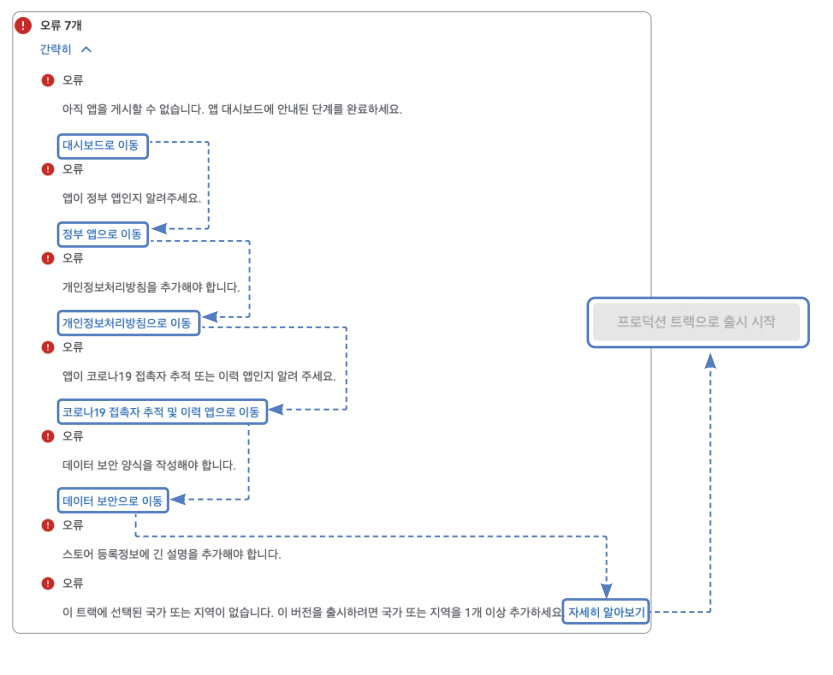 오류 7개
간략히
오류
아직 앱을 게시할 수 없습니다. 앱 대시보드에 안내된 단계를 완료하세요.
대시보드로 이동
오류
앱이 정부 앱인지 알려주세요.
정부 앱으로 이동
오류
개인정보처리방침을 추가해야 합니다.
개인정보처리방침으로 이동
프로덕션 트랙으로 출시 시작
오류
앱이 코로나19 접촉자 추적 또는 이력 앱인지 알려 주세요.
코로나19 접촉자 추적 및 이력 앱으로 이동
오류
데이터 보안 양식을 작성해야 합니다.
데이터 보안으로 이동
오류
스토어 등록정보에 긴 설명을 추가해야 합니다.
오류
이 트랙에 선택된 국가 또는 지역이 없습니다. 이 버전을 출시하려면 국가 또는 지역을 1개 이상 추가하세요. 자세히 알아보기